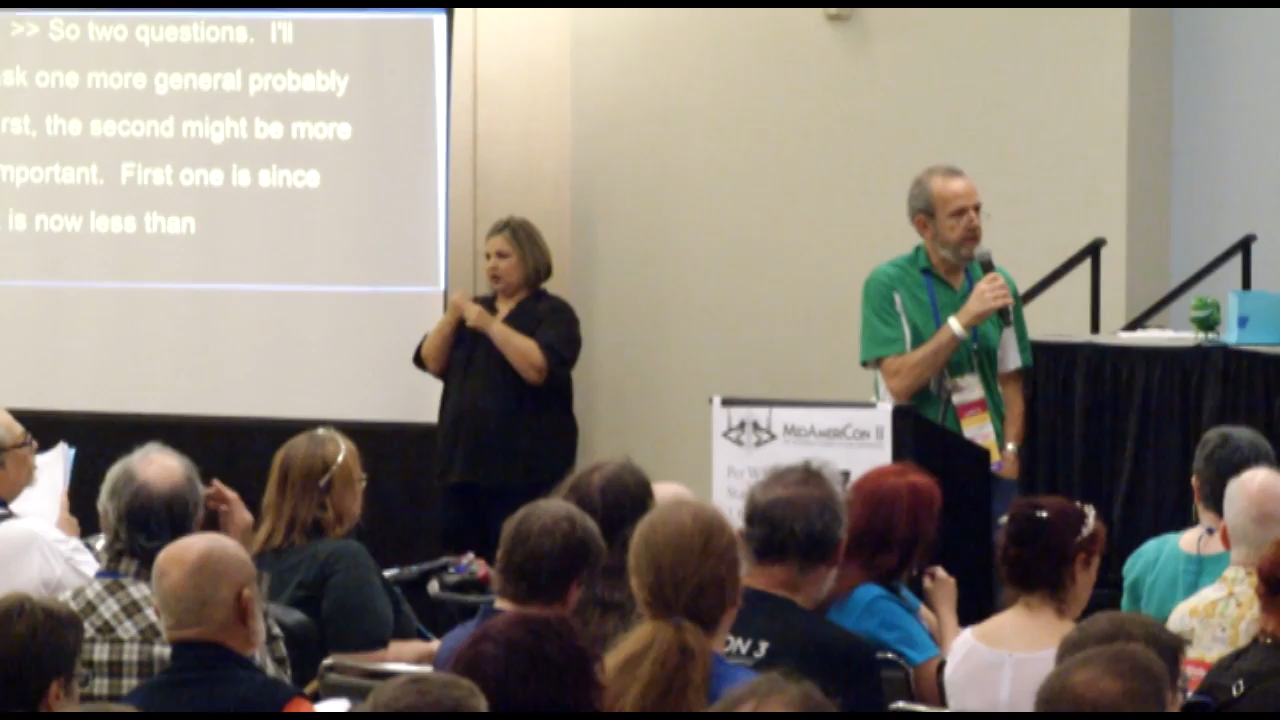 >> So two questions. I'll
sk one more general probably
rst, the second might be more
mportant. First one is since
is now less than
MIDAMERICON II
ON 3